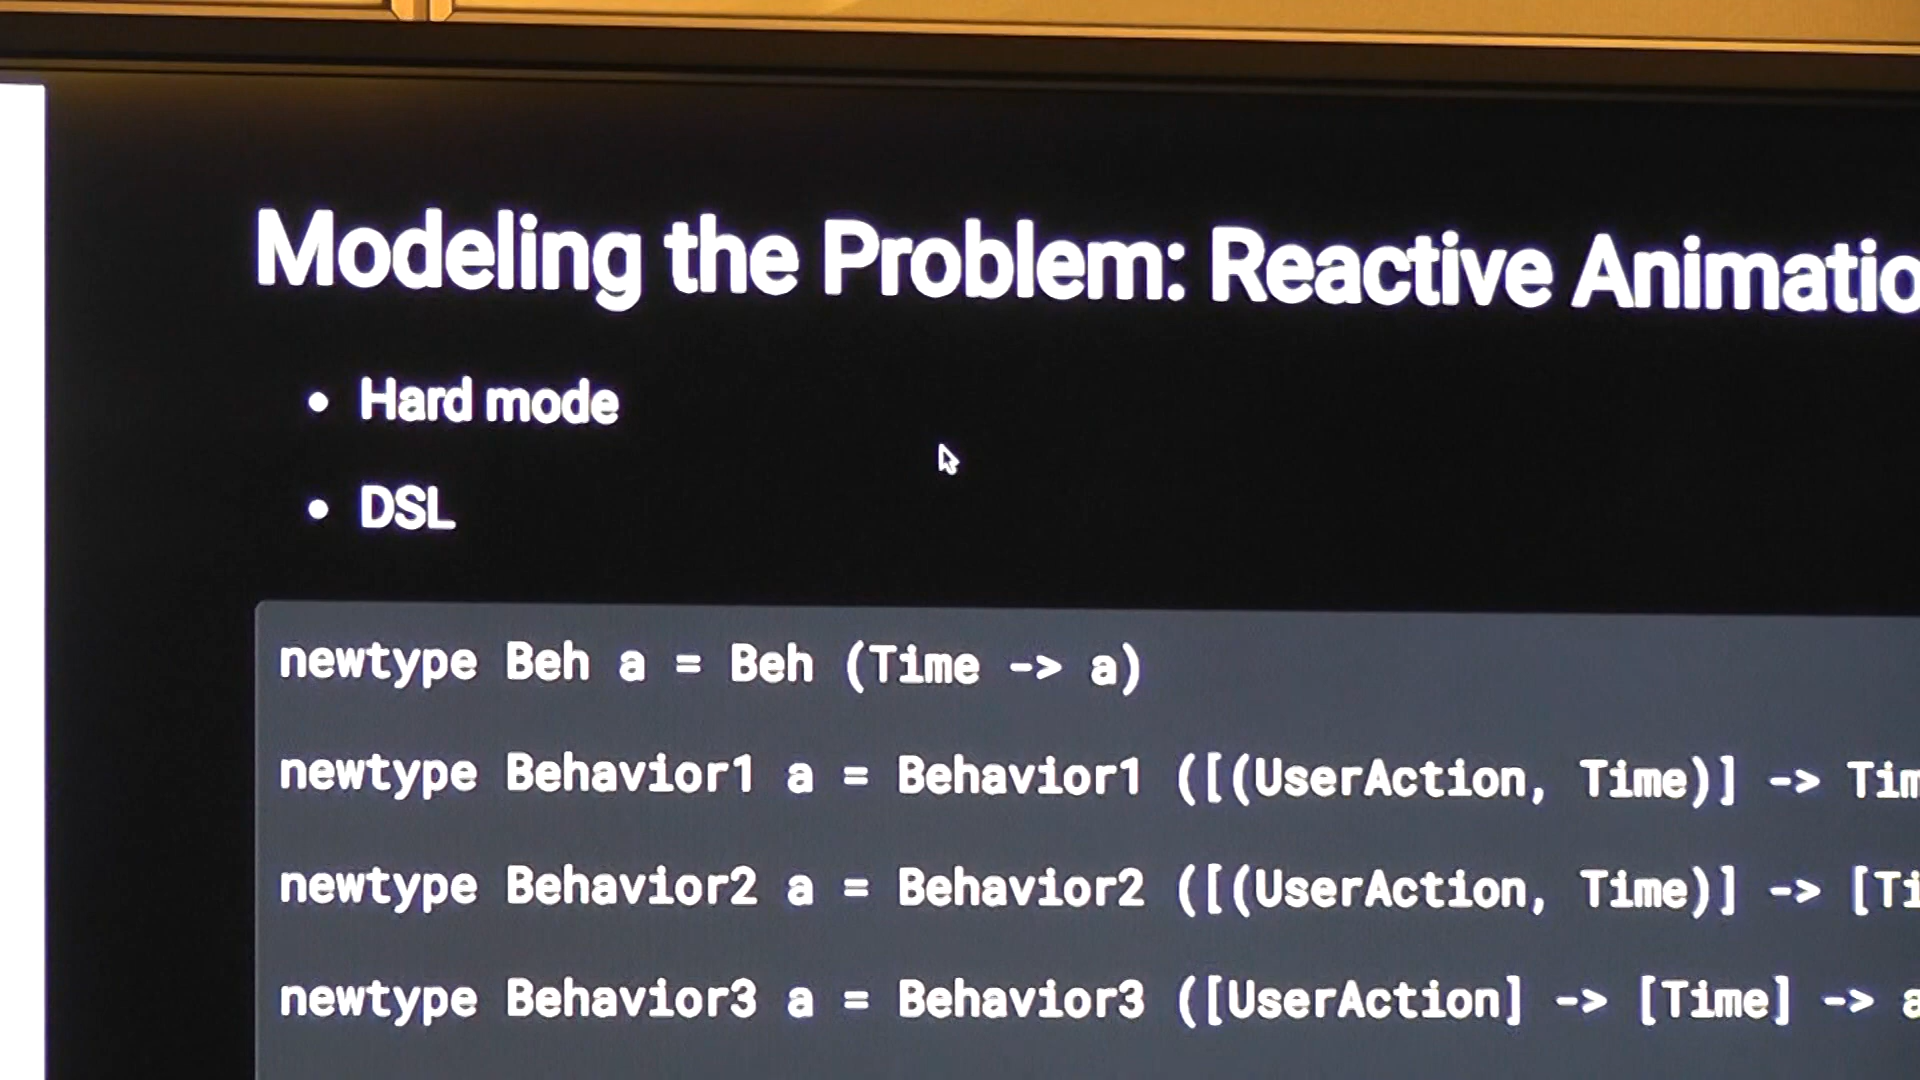 Modeling the Problem: Reactive Animatio
• Hard mode
• DSL
newtype Beh a = Beh (Time -> a)
newtype Behavior1 a = Behavior1 ([(UserAction, Time)] -> Tim
newtype Behavior2 a = Behavior2 ([(UserAction, Time)] -> [Ti
newtype Behavior3 a = Behavior3 ([UserAction] -> [Time] -> a